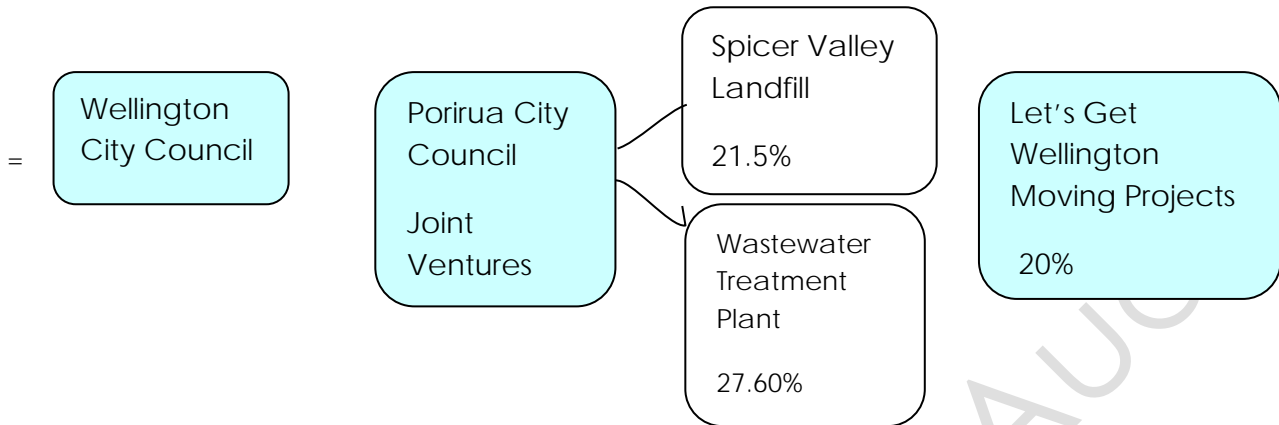 =
Wellington
City Council
Porirua City
Council
Joint
Ventures
Spicer Valley
Landfill
21.5%
Wastewater
Treatment
Plant
27.60%
Let's Get
Wellington
Moving Projects
20%